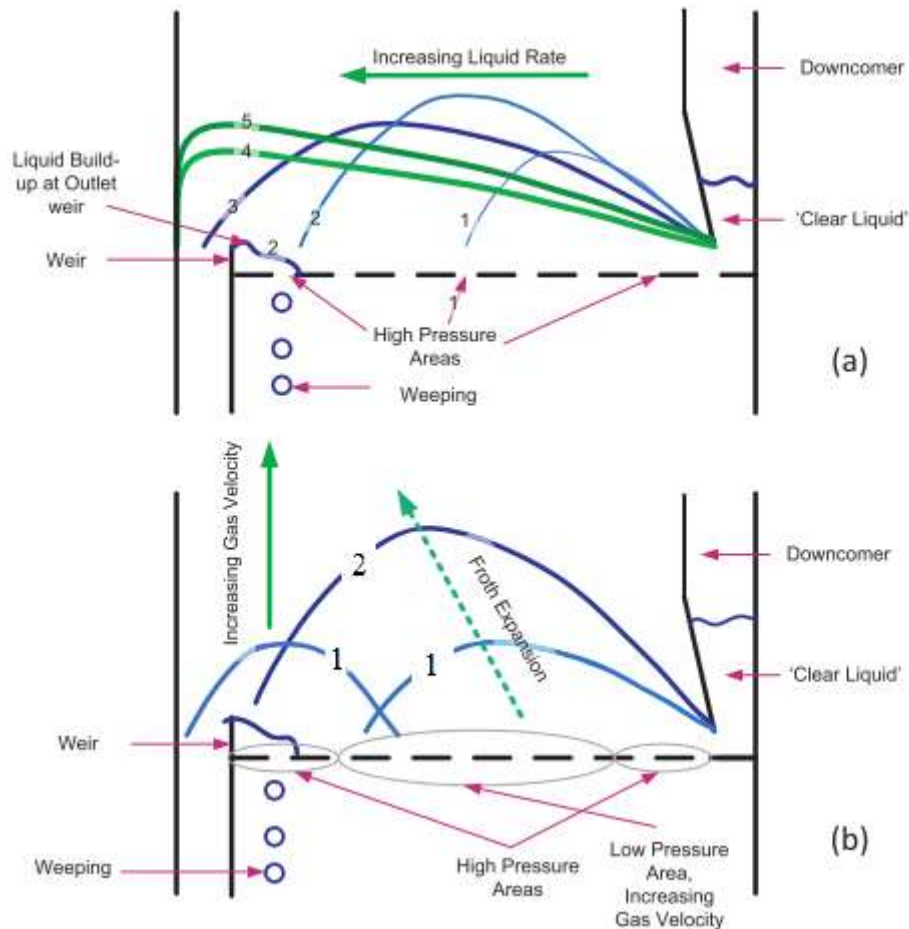 Increasing Liquid Rate
Downcomer
5
4
Liquid Build-
up at Outlet
weir
3
2
1
'Clear Liquid'
Weir
2
1
High Pressure
Areas
(a)
Weeping
Increasing Gas Velocity
Downcomer
2
Froth Expansion
1
1
'Clear Liquid'
Weir
(b)
Weeping
High Pressure
Areas
Low Pressure
Area,
Increasing
Gas Velocity